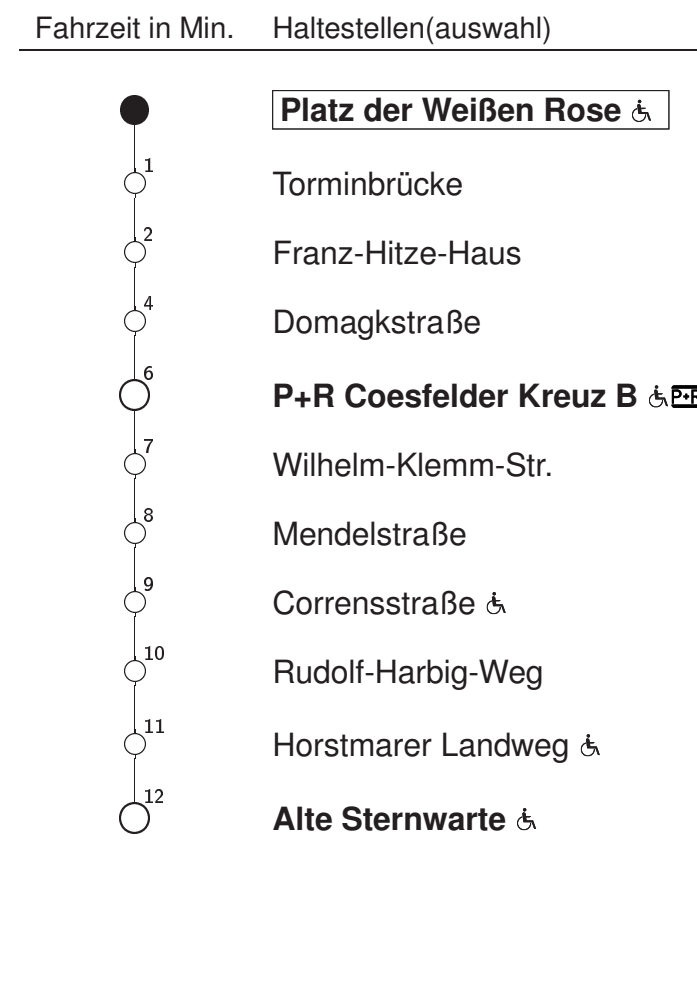 Fahrzeit in Min. Haltestellen(auswahl)
Platz der Weißen Rose
1
Torminbrücke
2
Franz-Hitze-Haus
4
Domagkstraße
6
P+R Coesfelder Kreuz B P+R
7
Wilhelm-Klemm-Str.
8
Mendelstraße
9
Corrensstraße
10
Rudolf-Harbig-Weg
11
Horstmarer Landweg
12
Alte Sternwarte